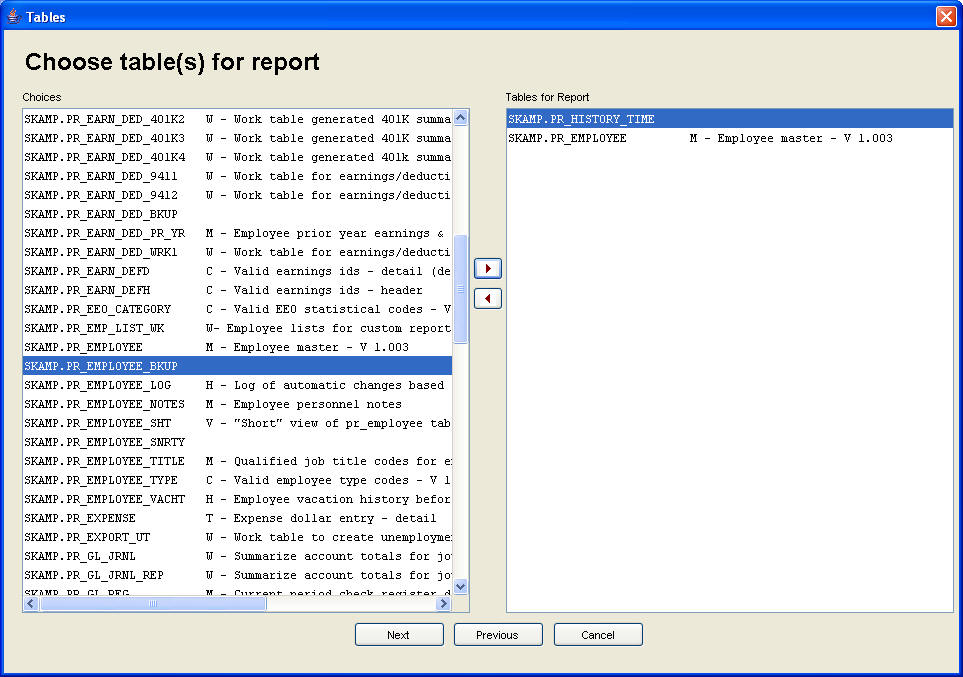 Tables
Choose table(s) for report
Choices
SKAMP.PR_EARN_DED_401K2 W - Work table generated 401K summa
SKAMP.PR_EARN_DED_401K3 W - Work table generated 401K summa
SKAMP.PR_EARN_DED_401K4 W - Work table generated 401k summa
SKAMP.PR_EARN_DED_9411 W - Work table for earnings/deducti
SKAMP.PR_EARN_DED_9412 W - Work table for earnings/deducti
SKAMP.PR_EARN_DED_BKUP
SKAMP.PR_EARN_DED_PR_YR M - Employee prior year earnings &
SKAMP.PR_EARN_DED_WRK1 W - Work table for earnings/deducti
SKAMP.PR_EARN_DEFD C - Valid earnings ids - detail (de
SKAMP.PR_EARN_DEFH C - Valid earnings ids - header
SKAMP.PR_EEO_CATEGORY C - Valid EEO statistical codes - V
SKAMP.PR_EMP_LIST_WK W- Employee lists for custom report
SKAMP.PR_EMPLOYEE M - Employee master - V 1.003
SKAMP.PR_EMPLOYEE_BKUP
SKAMP.PR_EMPLOYEE_LOG H - Log of automatic changes based
SKAMP.PR_EMPLOYEE_NOTES M - Employee personnel notes
SKAMP.PR_EMPLOYEE_SHT V - "Short" view of pr_employee tab
SKAMP.PR_EMPLOYEE_SNRTY
SKAMP.PR_EMPLOYEE_TITLE M - Qualified job title codes for e
SKAMP.PR_EMPLOYEE_TYPE C - Valid employee type codes - V 1
SKAMP.PR_EMPLOYEE_VACHT H - Employee vacation history befor
SKAMP.PR_EXPENSE T - Expense dollar entry - detail
SKAMP.PR_EXPORT_UT W - Work table to create unemployme
SKAMP.PR_GL_JRNL W - Summarize account totals for jo
SKAMP.PR_GL_JRNL_REP W - Summarize account totals for jo
SKAMP.PR_GL_REG M - Current period check register d
Tables for Report
SKAMP.PR_HISTORY_TIME
SKAMP.PR_EMPLOYEE M - Employee master - V 1.003
Next
Previous
Cancel